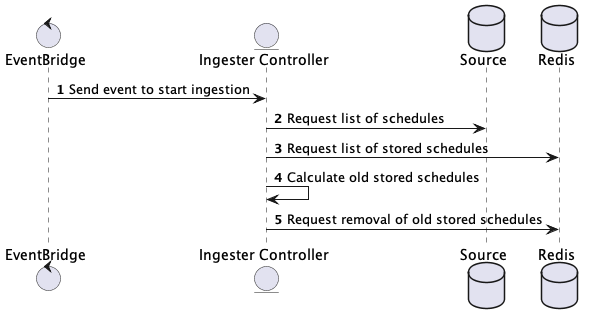 EventBridge
Ingester Controller
Source
Redis
1 Send event to start ingestion
2 Request list of schedules
3 Request list of stored schedules
4 Calculate old stored schedules
5 Request removal of old stored schedules
EventBridge
Ingester Controller
Source
Redis